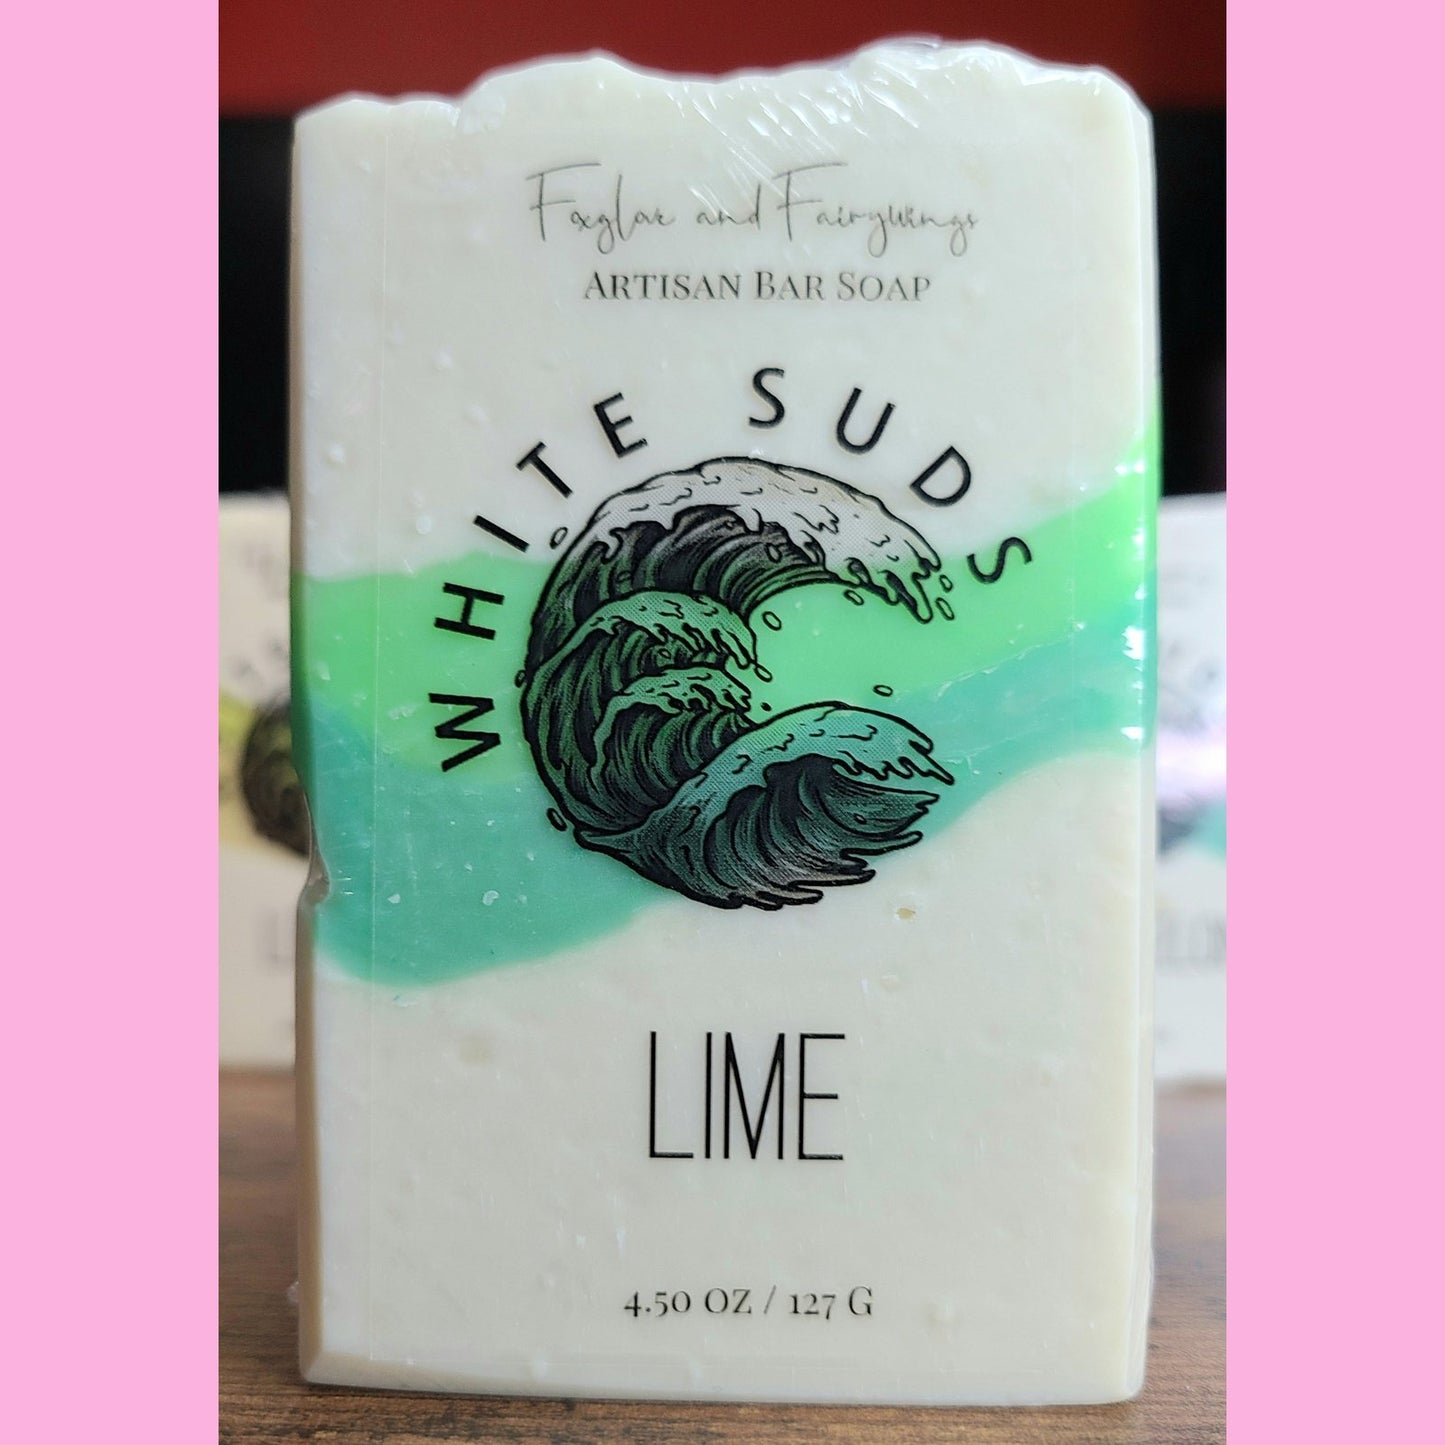 Foxglove and Fairywings
ARTISAN BAR SOAP
WHITE SUDS
LIME
4.50 OZ / 127 G